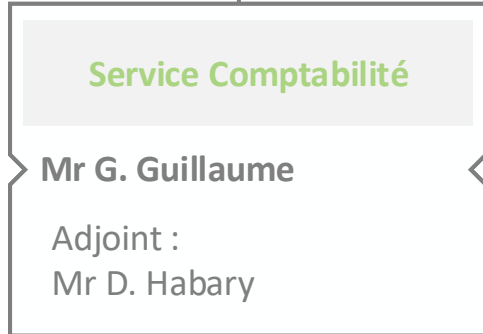 Service Comptabilité
Mr G. Guillaume
Adjoint :
Mr D. Habary